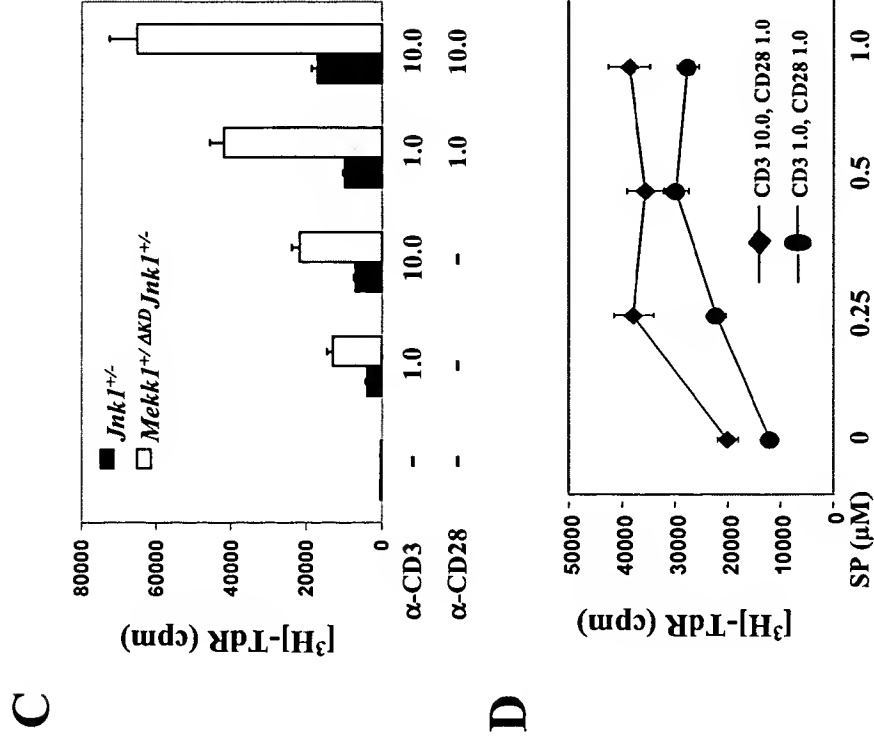 C
[³H]-TdR (cpm)
80000
60000
40000
20000
0
Jnk1⁺/⁻
Mekk1⁺/ΔKD Jnk1⁺/⁻
α-CD3 – 1.0 10.0 1.0 10.0
α-CD28 – – – 1.0 10.0
D
[³H]-TdR (cpm)
50000
40000
30000
20000
10000
0
CD3 10.0, CD28 1.0
CD3 1.0, CD28 1.0
SP (µM) 0 0.25 0.5 1.0